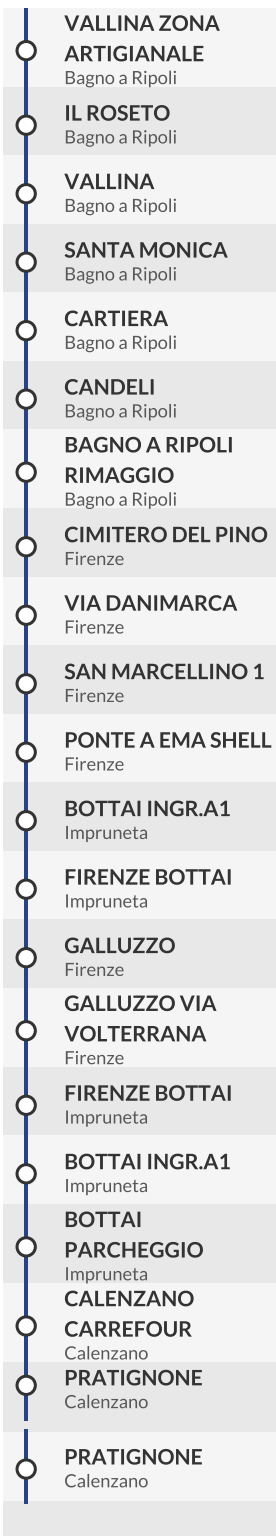 VALLINA ZONA
ARTIGIANALE
Bagno a Ripoli
IL ROSETO
Bagno a Ripoli
VALLINA
Bagno a Ripoli
SANTA MONICA
Bagno a Ripoli
CARTIERA
Bagno a Ripoli
CANDELI
Bagno a Ripoli
BAGNO A RIPOLI
RIMAGGIO
Bagno a Ripoli
CIMITERO DEL PINO
Firenze
VIA DANIMARCA
Firenze
SAN MARCELLINO 1
Firenze
PONTE A EMA SHELL
Firenze
BOTTAI INGR.A1
Impruneta
FIRENZE BOTTAI
Impruneta
GALLUZZO
Firenze
GALLUZZO VIA
VOLTERRANA
Firenze
FIRENZE BOTTAI
Impruneta
BOTTAI INGR.A1
Impruneta
BOTTAI
PARCHEGGIO
Impruneta
CALENZANO
CARREFOUR
Calenzano
PRATIGNONE
Calenzano
PRATIGNONE
Calenzano